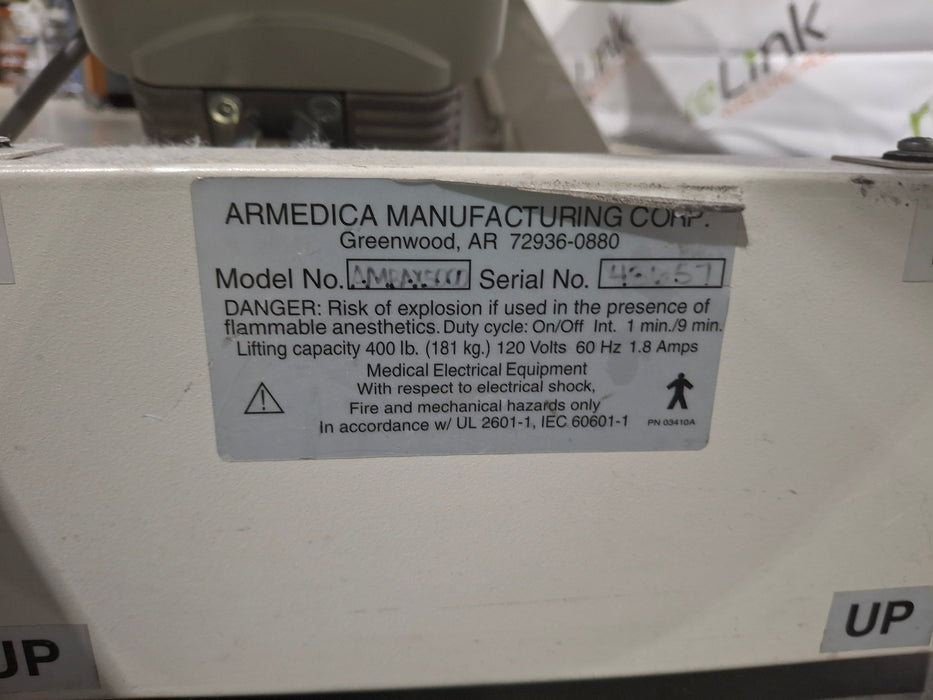 Link
ARMEDICA MANUFACTURING CORP.
Greenwood, AR 72936-0880
Model No. Serial No.
DANGER: Risk of explosion if used in the presence of
flammable anesthetics. Duty cycle: On/Off Int. 1 min./9 min.
Lifting capacity 400 lb. (181 kg.) 120 Volts 60 Hz 1.8 Amps
Medical Electrical Equipment
With respect to electrical shock,
Fire and mechanical hazards only
In accordance w/ UL 2601-1, IEC 60601-1 PN 03410A
UP
UP